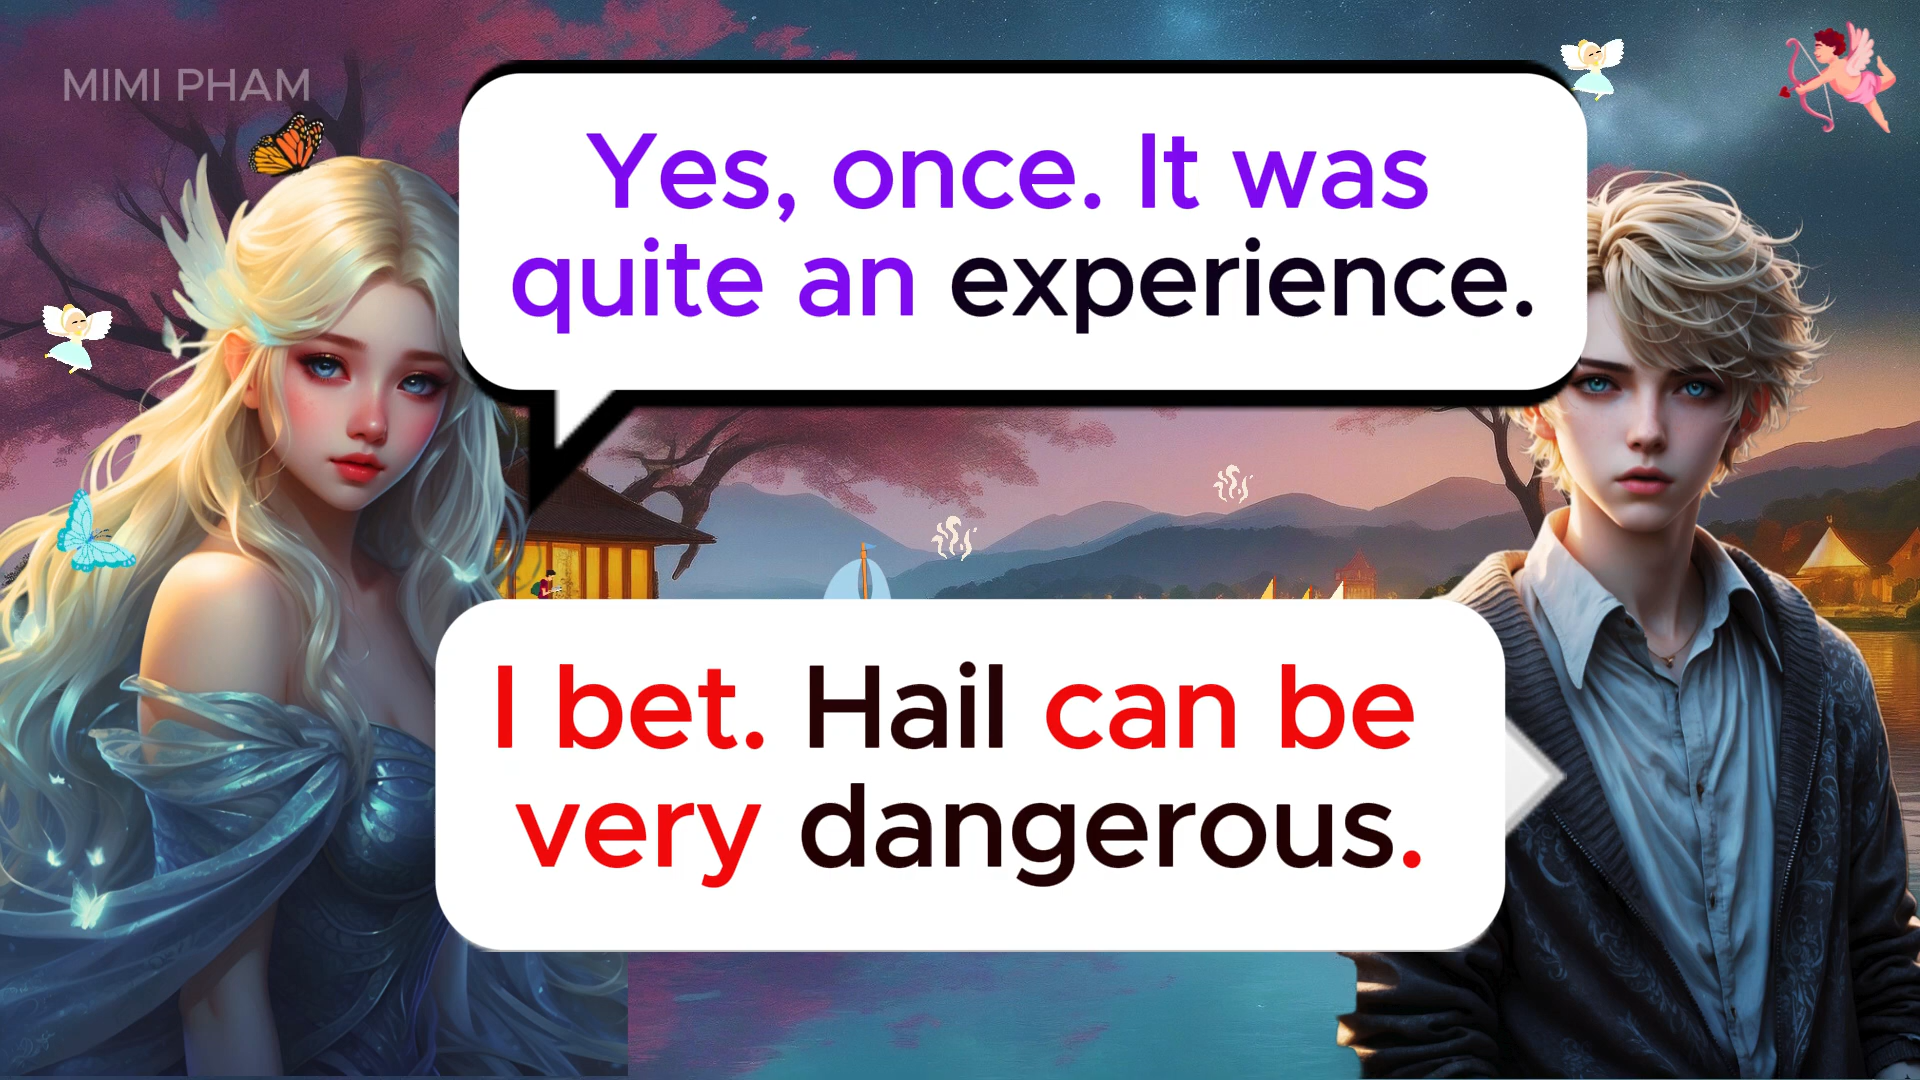 MIMI PHAM
Yes, once. It was
quite an experience.
I bet. Hail can be
very dangerous.